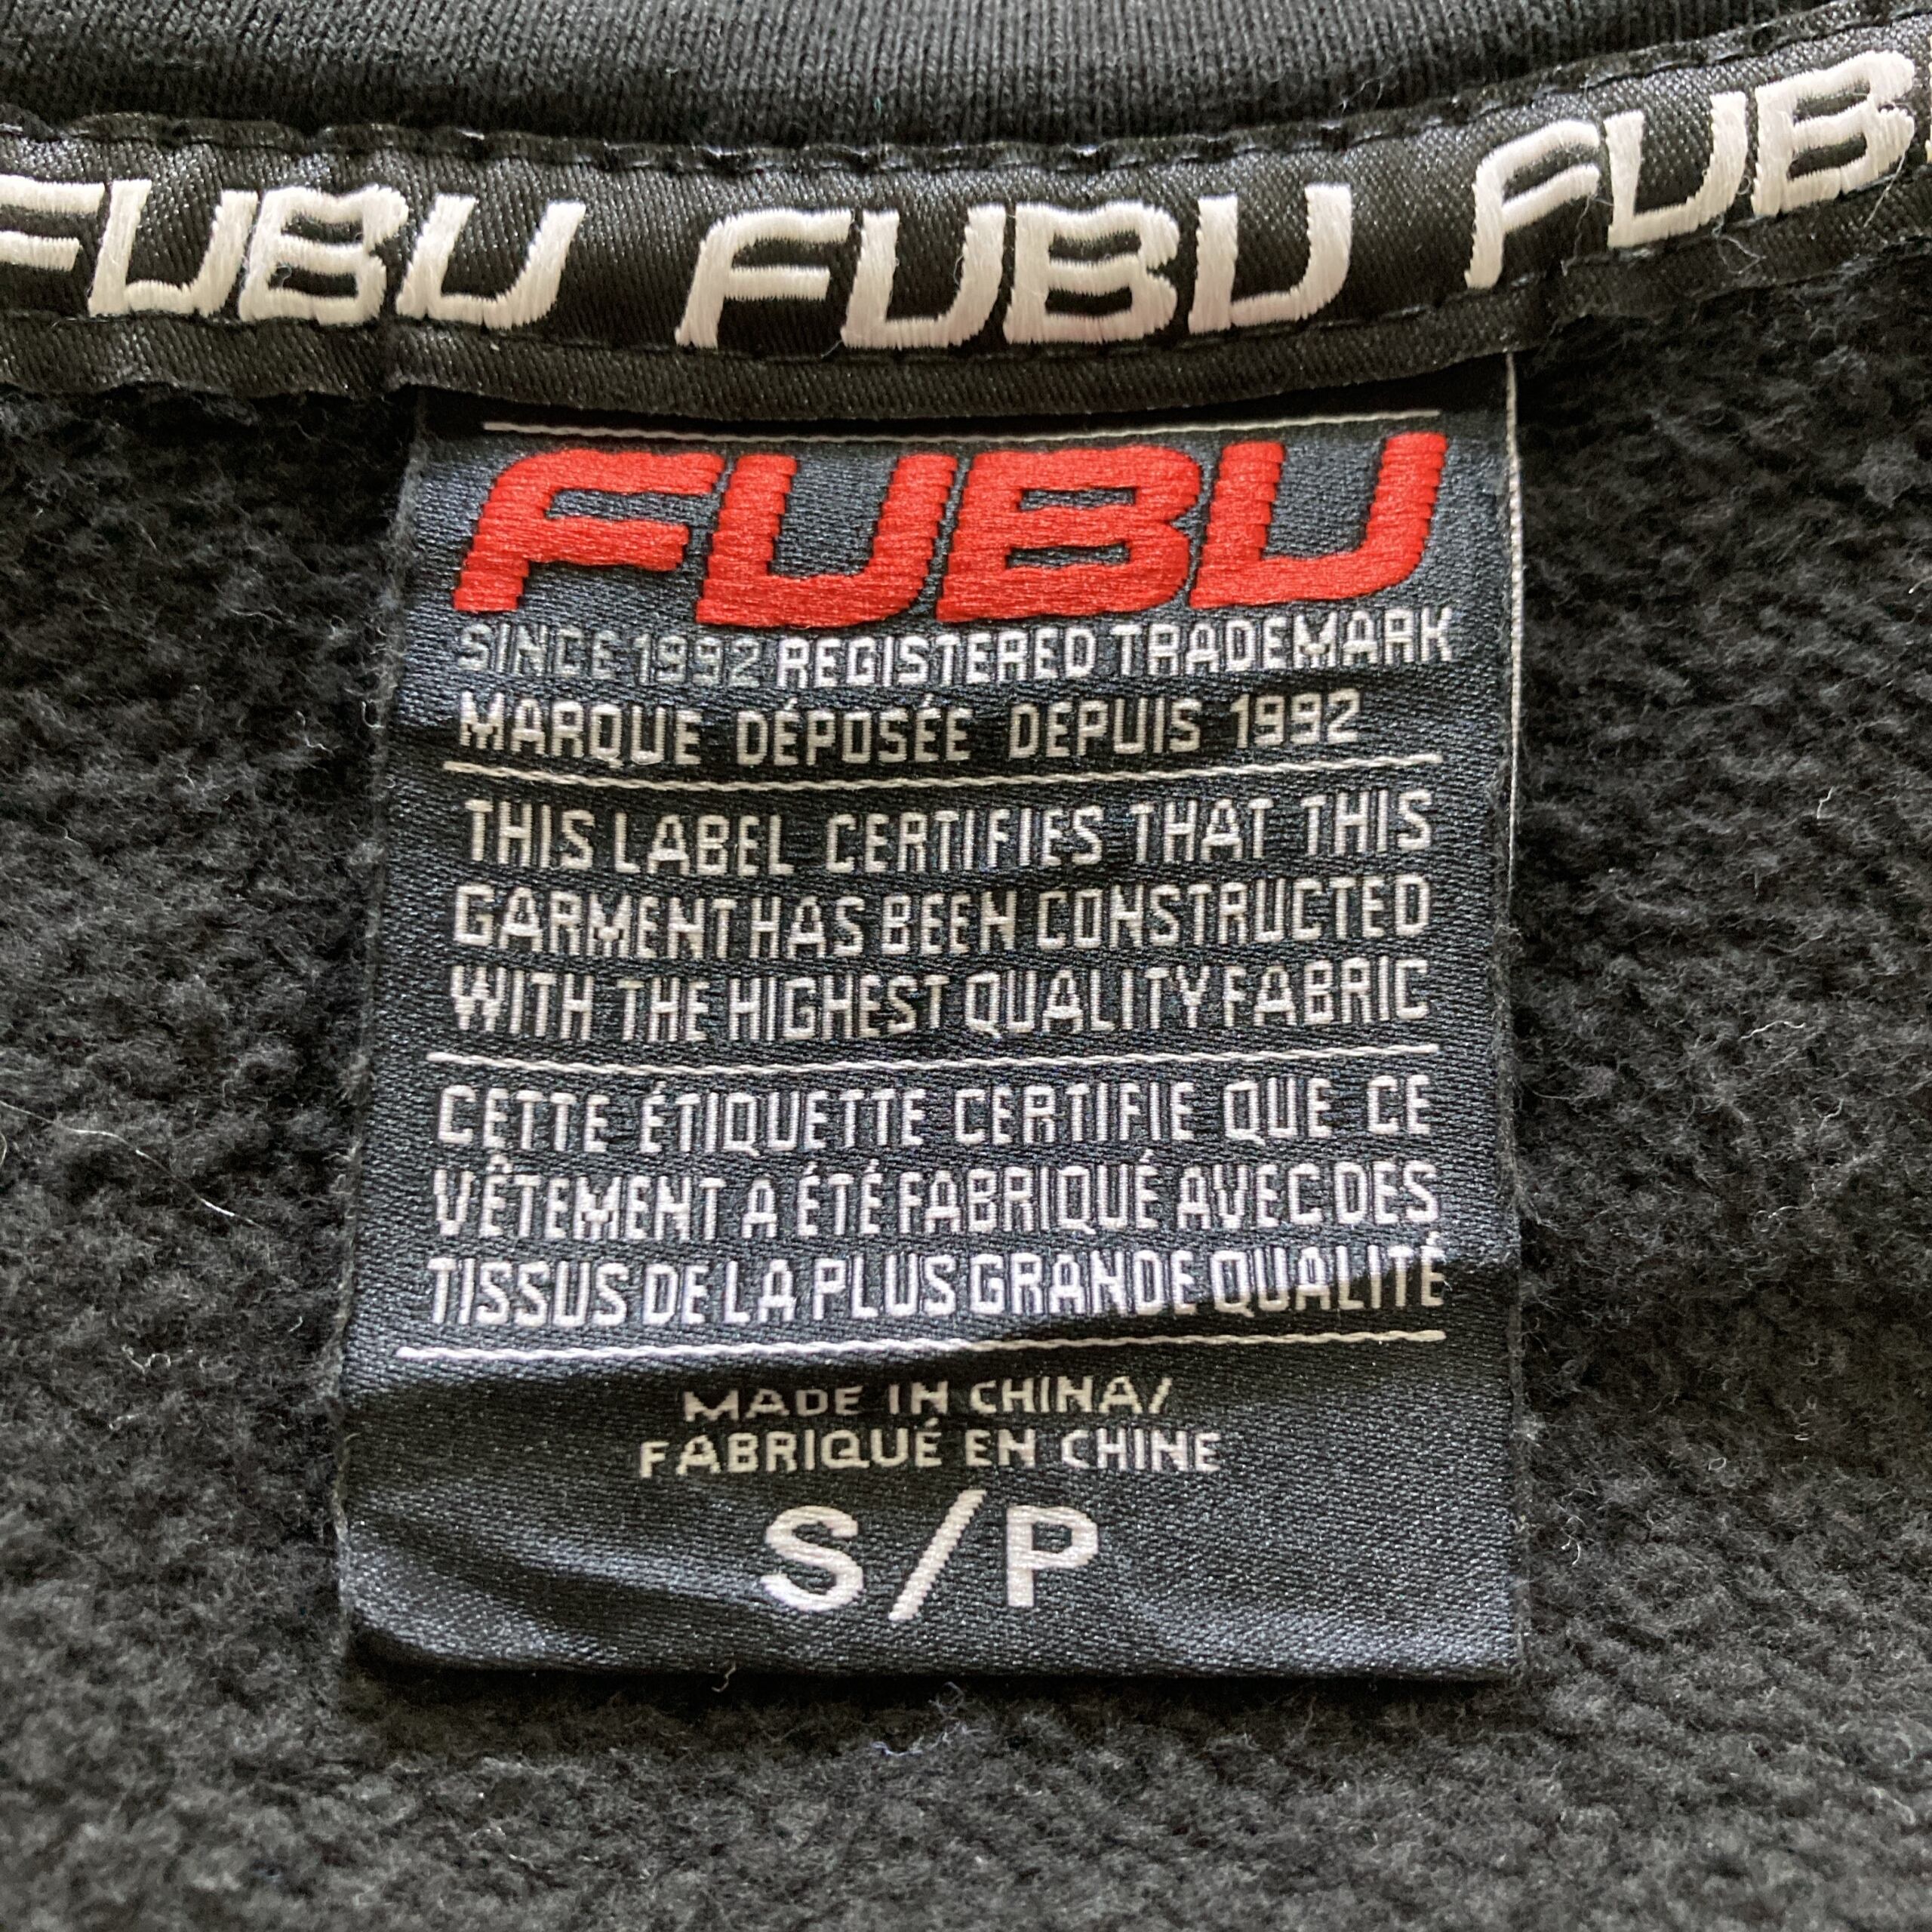 FUBU FUBU FUB
FUBU
SINCE 1992 REGISTERED TRADEMARK
MARQUE DÉPOSÉE DEPUIS 1992
THIS LABEL CERTIFIES THAT THIS
GARMENT HAS BEEN CONSTRUCTED
WITH THE HIGHEST QUALITY FABRIC
CETTE ÉTIQUETTE CERTIFIE QUE CE
VÊTEMENT A ÉTÉ FABRIQUÉ AVEC DES
TISSUS DE LA PLUS GRANDE QUALITÉ
MADE IN CHINA/
FABRIQUÉ EN CHINE
S/P